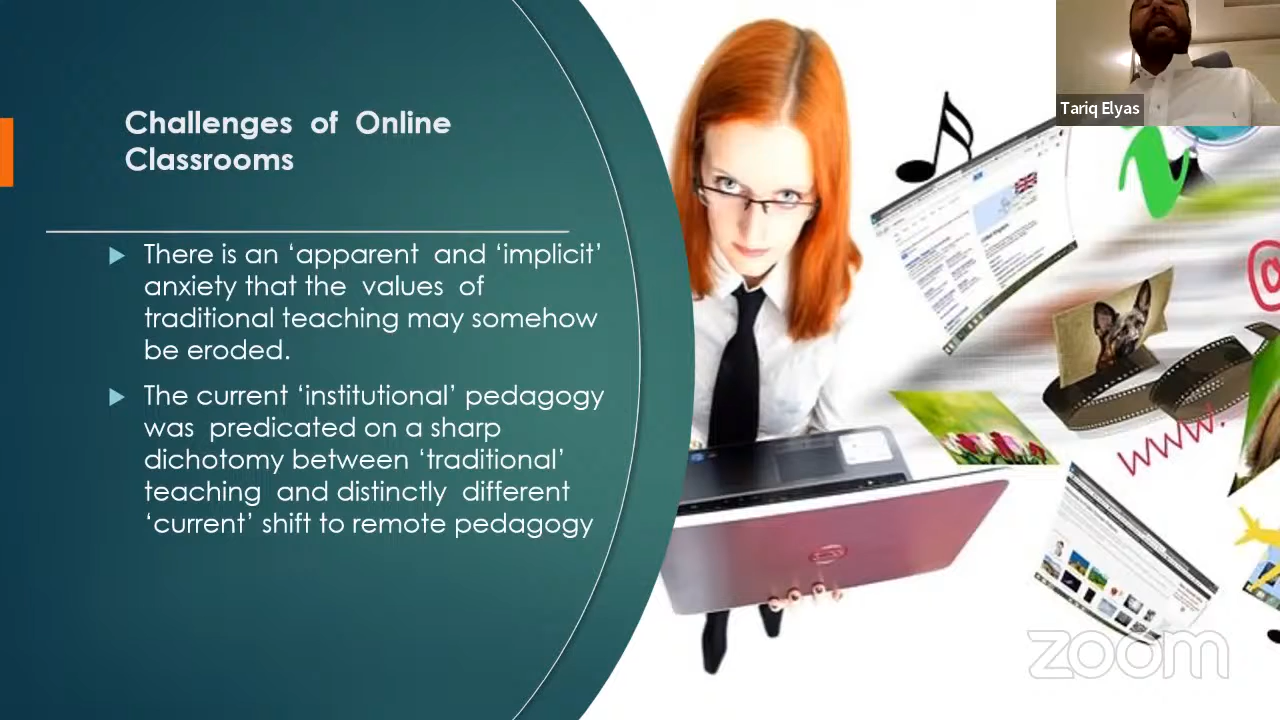 Challenges of Online
Classrooms
There is an ‘apparent and ‘implicit’
anxiety that the values of
traditional teaching may somehow
be eroded.
The current ‘institutional’ pedagogy
was predicated on a sharp
dichotomy between ‘traditional’
teaching and distinctly different
‘current’ shift to remote pedagogy
Tariq Elyas
@
www.
zoom